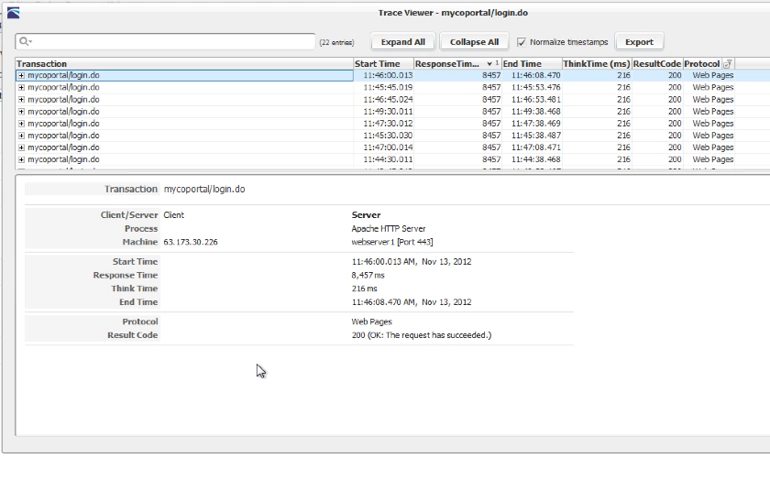 Trace Viewer - mycoportal/login.do
(22 entries) Expand All Collapse All Normalize timestamps Export
Transaction Start Time ResponseTim... 1 End Time ThinkTime (ms) ResultCode Protocol
mycoportal/login.do 11:46:00.013 8457 11:46:08.470 216 200 Web Pages
mycoportal/login.do 11:45:45.019 8457 11:45:53.476 216 200 Web Pages
mycoportal/login.do 11:46:45.024 8457 11:46:53.481 216 200 Web Pages
mycoportal/login.do 11:49:30.011 8457 11:49:38.468 216 200 Web Pages
mycoportal/login.do 11:47:30.012 8457 11:47:38.469 216 200 Web Pages
mycoportal/login.do 11:45:30.030 8457 11:45:38.487 216 200 Web Pages
mycoportal/login.do 11:47:00.014 8457 11:47:08.471 216 200 Web Pages
mycoportal/login.do 11:44:30.011 8457 11:44:38.468 216 200 Web Pages
Transaction mycoportal/login.do
Client/Server Client Server
Process Apache HTTP Server
Machine 63.173.30.226 webserver1 [Port 443]
Start Time 11:46:00.013 AM, Nov 13, 2012
Response Time 8,457 ms
Think Time 216 ms
End Time 11:46:08.470 AM, Nov 13, 2012
Protocol Web Pages
Result Code 200 (OK: The request has succeeded.)